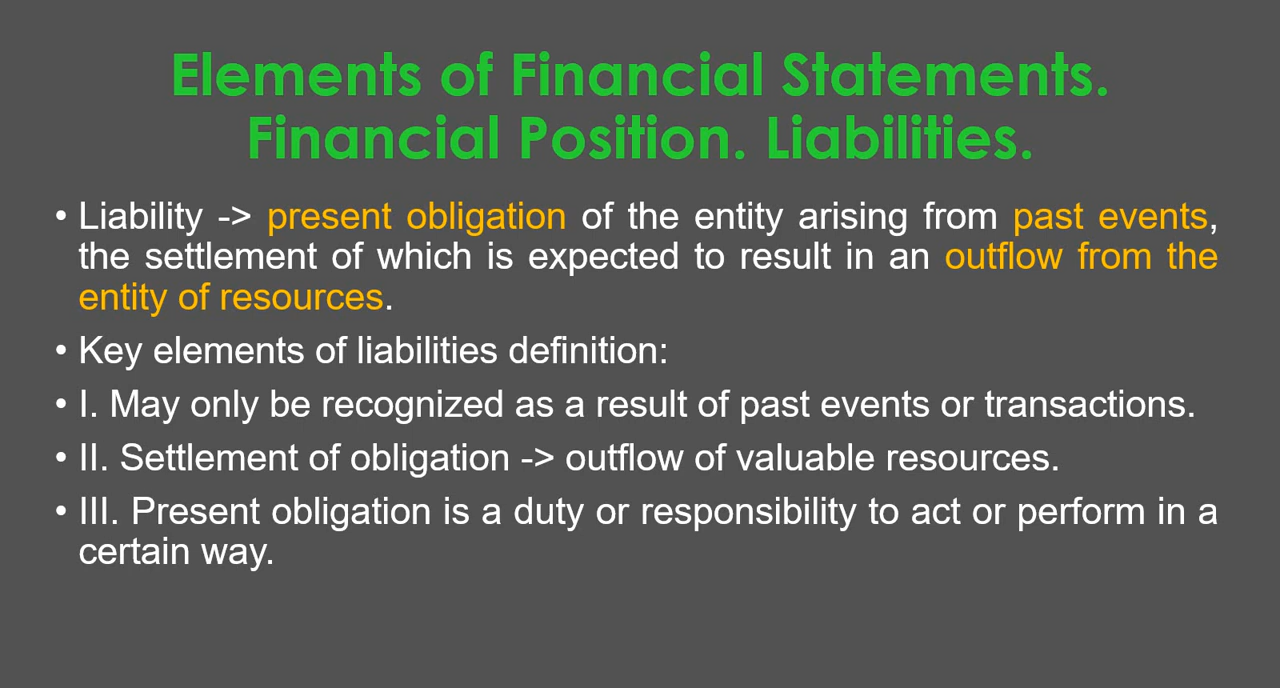 Elements of Financial Statements.
Financial Position. Liabilities.
• Liability -> present obligation of the entity arising from past events,
the settlement of which is expected to result in an outflow from the
entity of resources.
• Key elements of liabilities definition:
• I. May only be recognized as a result of past events or transactions.
• II. Settlement of obligation -> outflow of valuable resources.
• III. Present obligation is a duty or responsibility to act or perform in a
certain way.